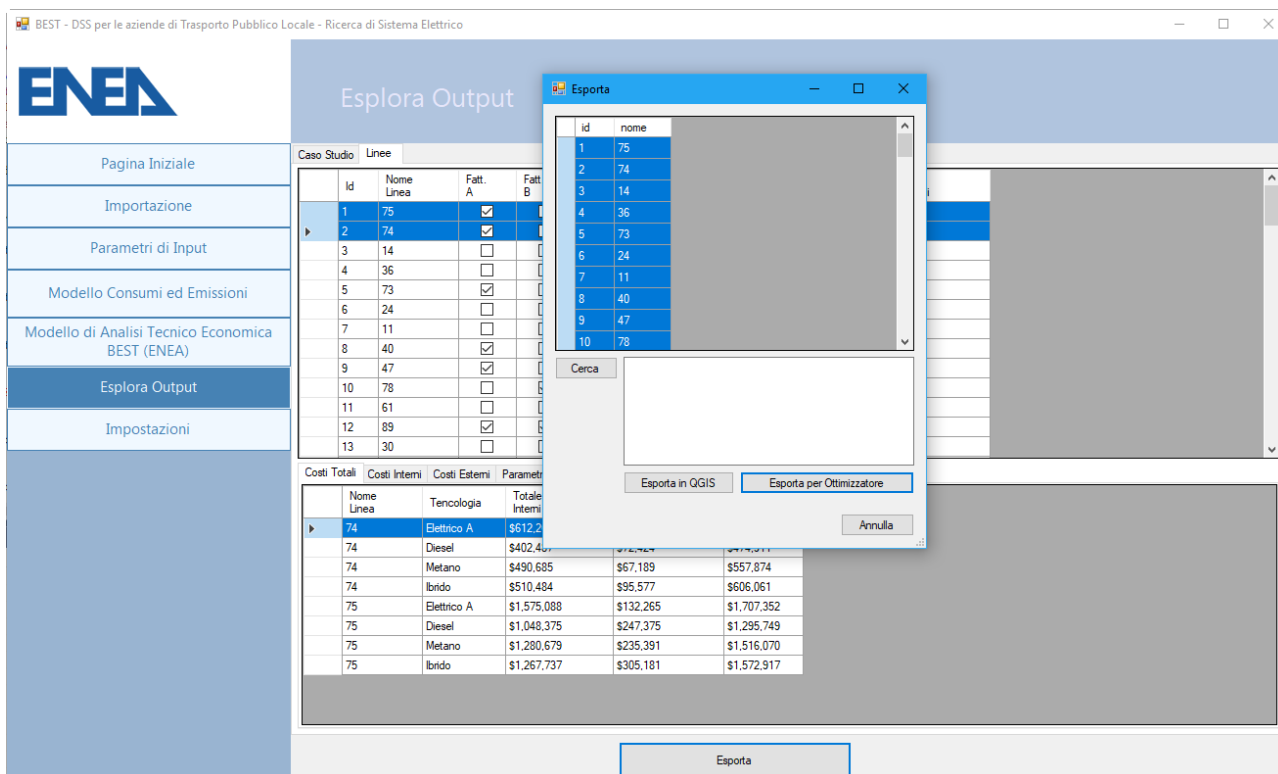 BEST - DSS per le aziende di Trasporto Pubblico Locale - Ricerca di Sistema Elettrico
ENEA
Esplora Output
Pagina Iniziale
Importazione
Parametri di Input
Modello Consumi ed Emissioni
Modello di Analisi Tecnico Economica
BEST (ENEA)
Esplora Output
Impostazioni
Caso Studio Linee
Id Nome Linea Fatt. A Fatt B
1 75
2 74
3 14
4 36
5 73
6 24
7 11
8 40
9 47
10 78
11 61
12 89
13 30
Esporta
id nome
1 75
2 74
3 14
4 36
5 73
6 24
7 11
8 40
9 47
10 78
Cerca
Esporta in QGIS Esporta per Ottimizzatore
Annulla
Costi Totali Costi Interni Costi Esterni Parametr
Nome Linea Tencologia Totale Interni
74 Elettrico A $612,2
74 Diesel
74 Metano $490,685 $67,189 $557,874
74 Ibrido $510,484 $95,577 $606,061
75 Elettrico A $1,575,088 $132,265 $1,707,352
75 Diesel $1,048,375 $247,375 $1,295,749
75 Metano $1,280,679 $235,391 $1,516,070
75 Ibrido $1,267,737 $305,181 $1,572,917
Esporta